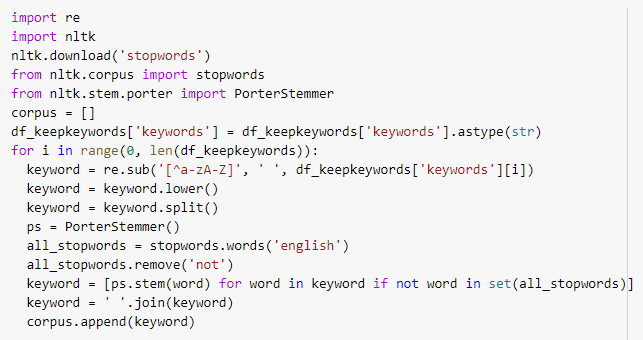 import re
import nltk
nltk.download('stopwords')
from nltk.corpus import stopwords
from nltk.stem.porter import PorterStemmer
corpus = []
df_keepkeywords['keywords'] = df_keepkeywords['keywords'].astype(str)
for i in range(0, len(df_keepkeywords)):
  keyword = re.sub('[^a-zA-Z]', ' ', df_keepkeywords['keywords'][i])
  keyword = keyword.lower()
  keyword = keyword.split()
  ps = PorterStemmer()
  all_stopwords = stopwords.words('english')
  all_stopwords.remove('not')
  keyword = [ps.stem(word) for word in keyword if not word in set(all_stopwords)]
  keyword = ' '.join(keyword)
  corpus.append(keyword)